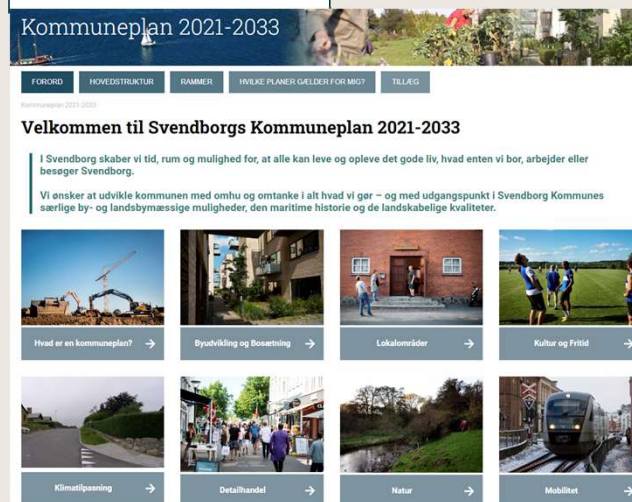 Kommuneplan 2021-2033
FORORD HOVEDSTRUKTUR RAMMER HVILKE PLANER GÆLDER FOR MIG? TILLÆG
Kommuneplan 2021-2033
Velkommen til Svendborgs Kommuneplan 2021-2033
I Svendborg skaber vi tid, rum og mulighed for, at alle kan leve og opleve det gode liv, hvad enten vi bor, arbejder eller
besøger Svendborg.
Vi ønsker at udvikle kommunen med omhu og omtanke i alt hvad vi gør – og med udgangspunkt i Svendborg Kommunes
særlige by- og landsbymæssige muligheder, den maritime historie og de landskabelige kvaliteter.
Hvad er en kommuneplan? → Byudvikling og Bosætning → Lokalområder → Kultur og Fritid →
Klimatilpasning → Detailhandel → Natur → Mobilitet →